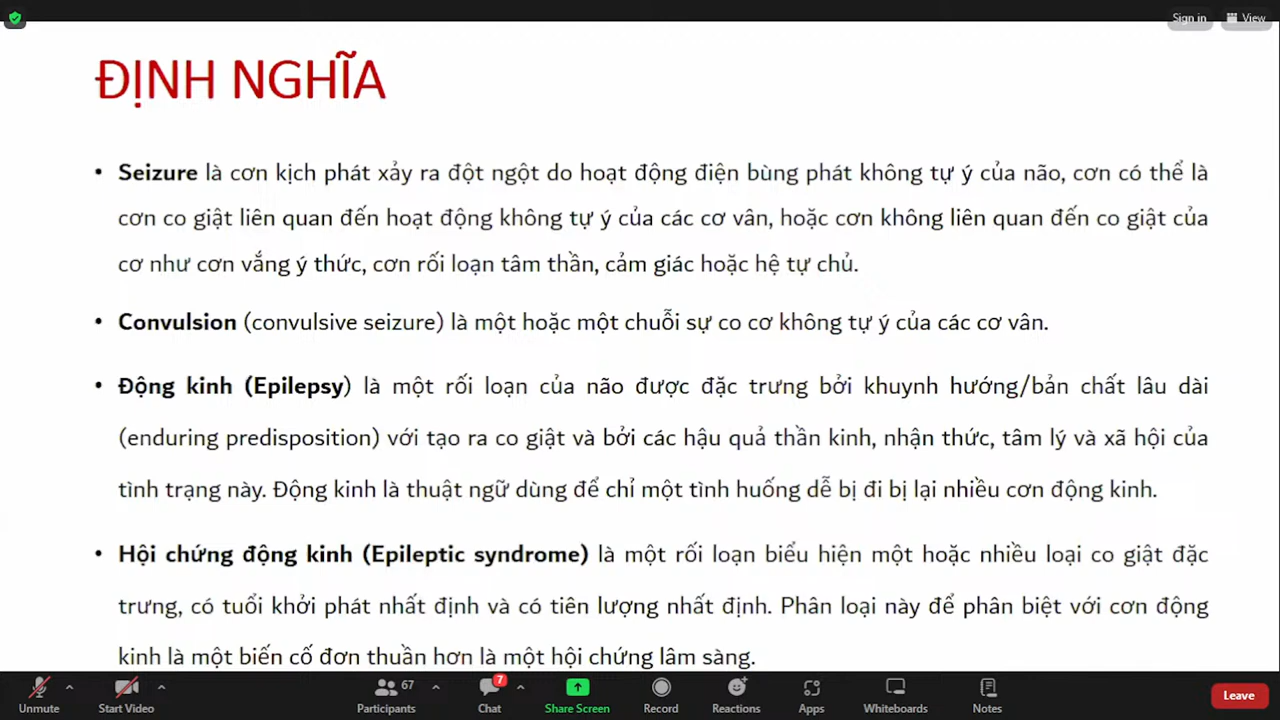 Sign in
View
ĐỊNH NGHĨA
• Seizure là cơn kịch phát xảy ra đột ngột do hoạt động điện bùng phát không tự ý của não, cơn có thể là
cơn co giật liên quan đến hoạt động không tự ý của các cơ vân, hoặc cơn không liên quan đến co giật của
cơ như cơn vắng ý thức, cơn rối loạn tâm thần, cảm giác hoặc hệ tự chủ.
• Convulsion (convulsive seizure) là một hoặc một chuỗi sự co cơ không tự ý của các cơ vân.
• Động kinh (Epilepsy) là một rối loạn của não được đặc trưng bởi khuynh hướng/bản chất lâu dài
(enduring predisposition) với tạo ra co giật và bởi các hậu quả thần kinh, nhận thức, tâm lý và xã hội của
tình trạng này. Động kinh là thuật ngữ dùng để chỉ một tình huống dễ bị đi bị lại nhiều cơn động kinh.
• Hội chứng động kinh (Epileptic syndrome) là một rối loạn biểu hiện một hoặc nhiều loại co giật đặc
trưng, có tuổi khởi phát nhất định và có tiên lượng nhất định. Phân loại này để phân biệt với cơn động
kinh là một biến cố đơn thuần hơn là một hội chứng lâm sàng.
Unmute
Start Video
67
Participants
7
Chat
Share Screen
Record
Reactions
Apps
Whiteboards
Notes
Leave